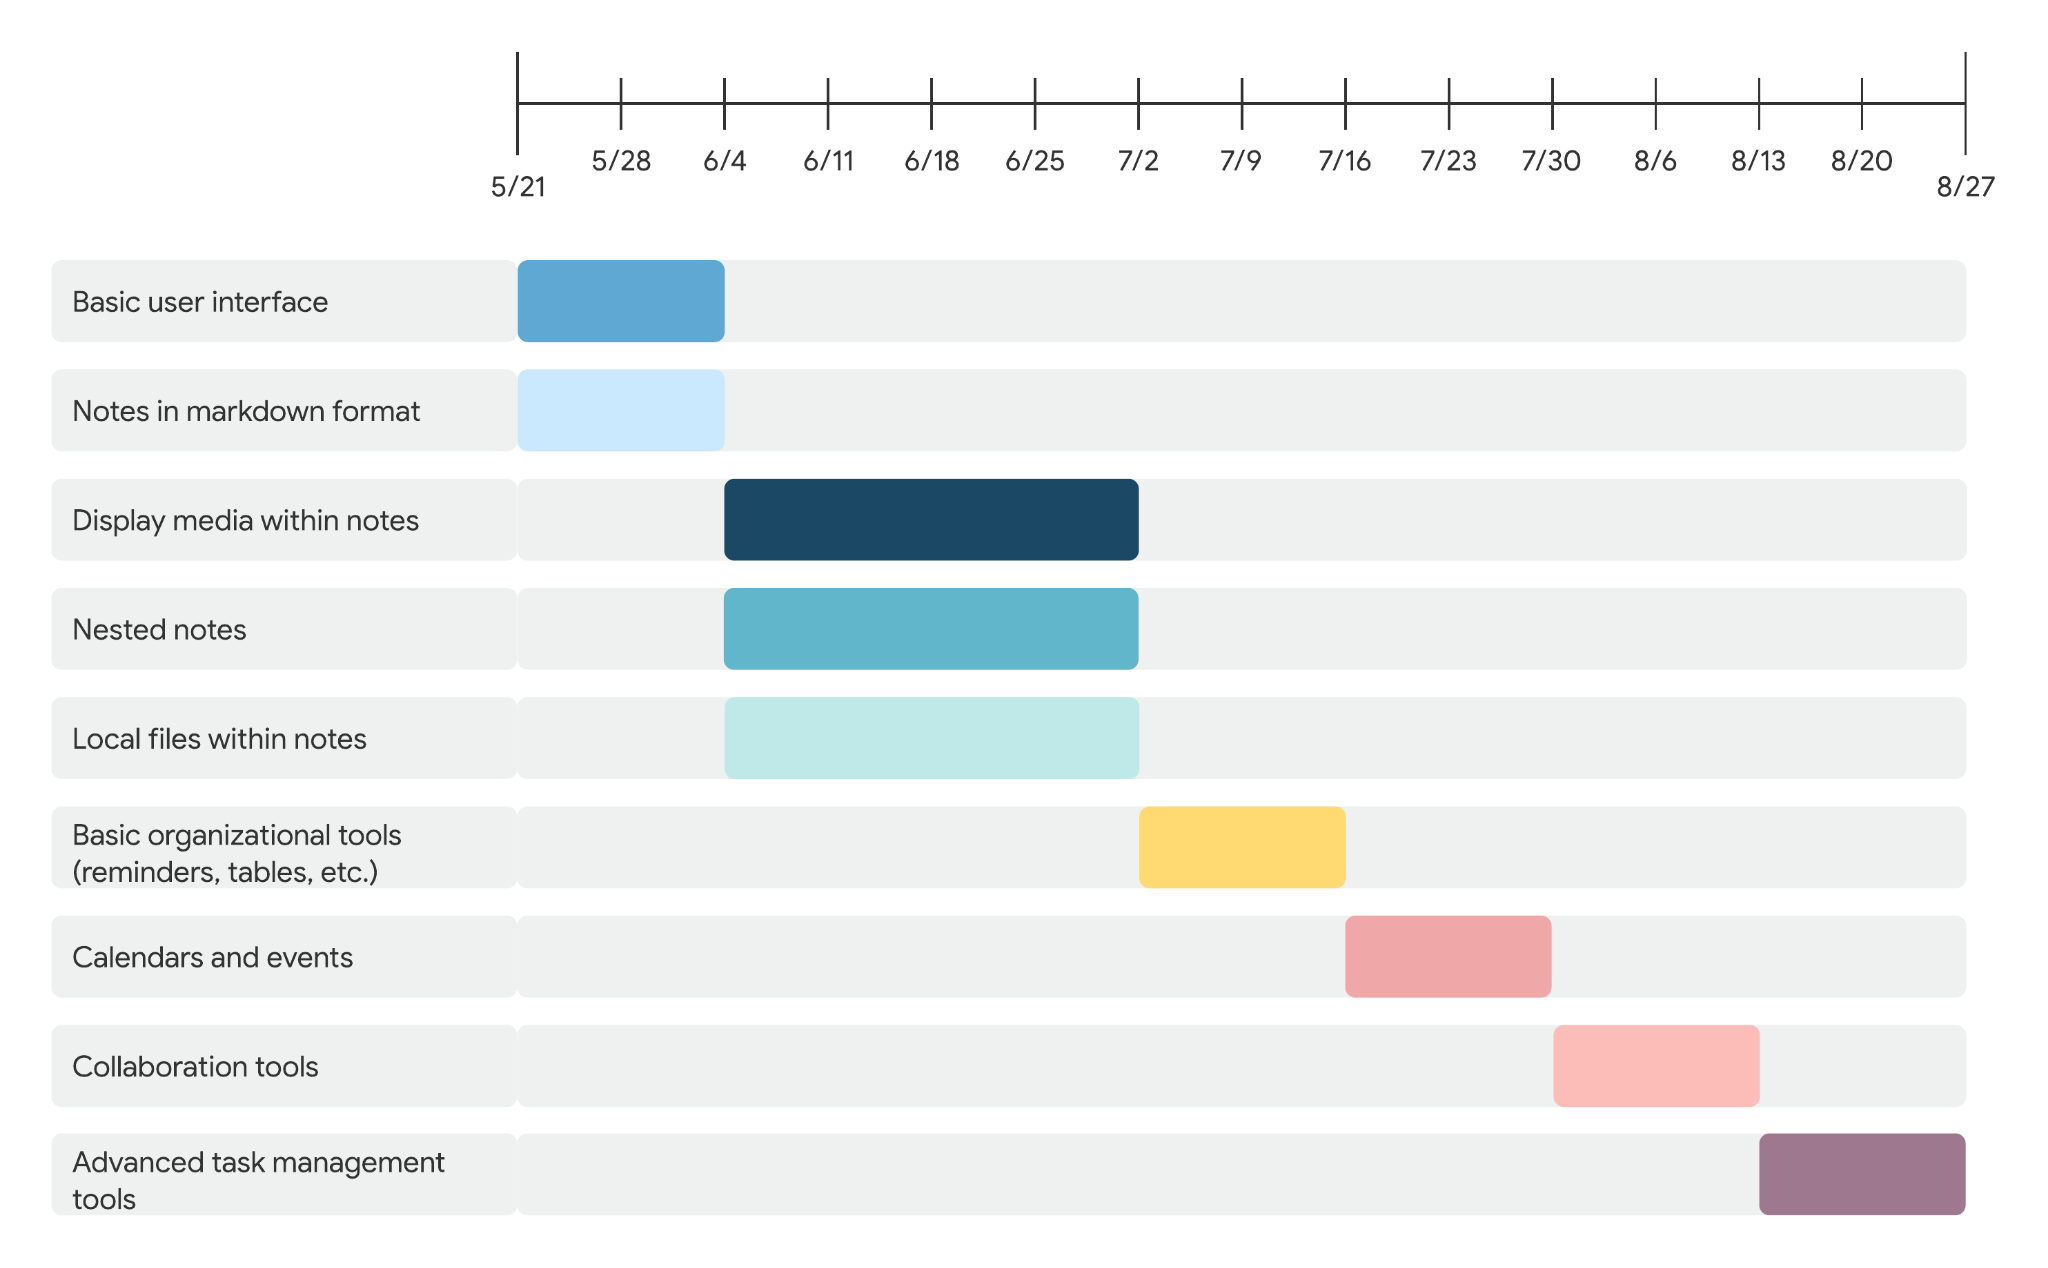 5/28 6/4 6/11 6/18 6/25 7/2 7/9 7/16 7/23 7/30 8/6 8/13 8/20
5/21 8/27
Basic user interface
Notes in markdown format
Display media within notes
Nested notes
Local files within notes
Basic organizational tools
(reminders, tables, etc.)
Calendars and events
Collaboration tools
Advanced task management
tools